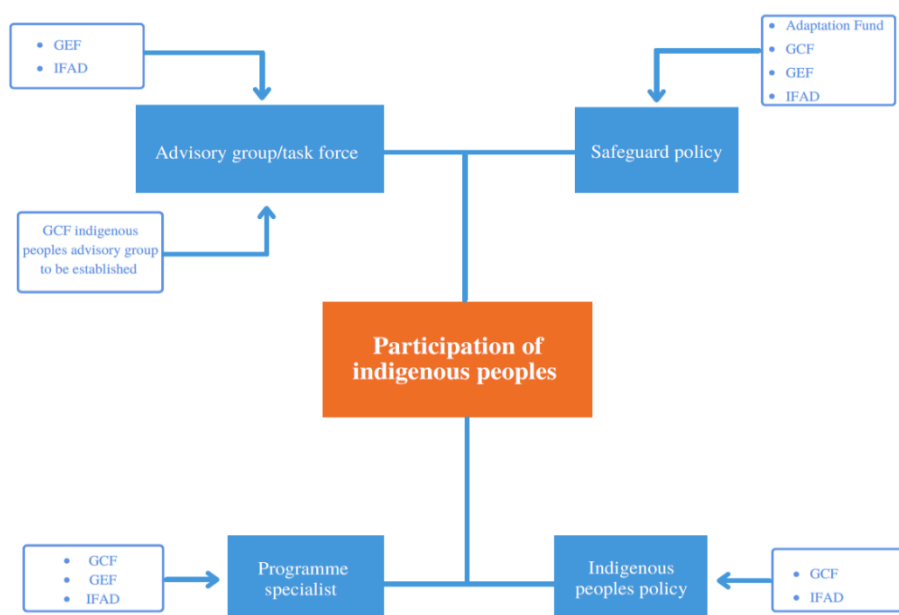 GEF
IFAD
Advisory group/task force
GCF indigenous
peoples advisory group
to be established
Adaptation Fund
GCF
GEF
IFAD
Safeguard policy
Participation of
indigenous peoples
GCF
GEF
IFAD
Programme
specialist
Indigenous
peoples policy
GCF
IFAD